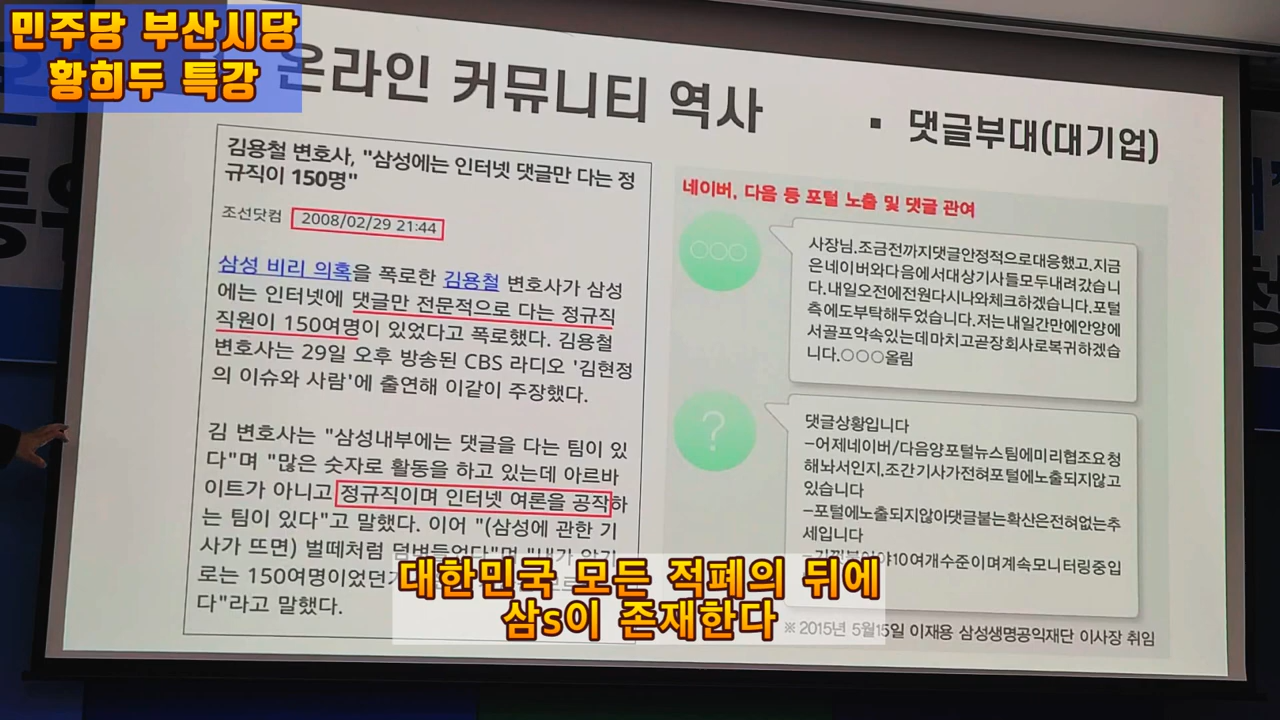 민주당 부산시당
황희두 특강
온라인 커뮤니티 역사
▪ 댓글부대(대기업)
김용철 변호사, "삼성에는 인터넷 댓글만 다는 정
규직이 150명"
조선닷컴 2008/02/29 21:44
삼성 비리 의혹을 폭로한 김용철 변호사가 삼성
에는 인터넷에 댓글만 전문적으로 다는 정규직
직원이 150여명이 있었다고 폭로했다. 김용철
변호사는 29일 오후 방송된 CBS 라디오 '김현정
의 이슈와 사람'에 출연해 이같이 주장했다.
김 변호사는 "삼성내부에는 댓글을 다는 팀이 있
다"며 "많은 숫자로 활동을 하고 있는데 아르바
이트가 아니고 정규직이며 인터넷 여론을 공작하
는 팀이 있다"고 말했다. 이어 "(삼성에 관한 기
사가 뜨면) 벌떼처럼 덤벼들었다"며 "내가 알기
로는 150여명이었던
다"라고 말했다.
네이버, 다음 등 포털 노출 및 댓글 관여
○○○
사장님.조금전까지댓글안정적으로대응했고.지금
은네이버와다음에서대상기사들모두내려갔습니
다.내일오전에전원다시나와체크하겠습니다.포털
측에도부탁해두었습니다.저는내일간만에안양에
서골프약속있는데마치고곧장회사로복귀하겠습
니다.○○○올림
?
댓글상황입니다
–어제네이버/다음양포털뉴스팀에미리협조요청
해놔서인지,조간기사가전혀포털에노출되지않고
있습니다
–포털에노출되지않아댓글붙는확산은전혀없는추
세입니다
10여개수준이며계속모니터링중입
※ 2015년 5월15일 이재용 삼성생명공익재단 이사장 취임
대한민국 모든 적폐의 뒤에
삼s이 존재한다